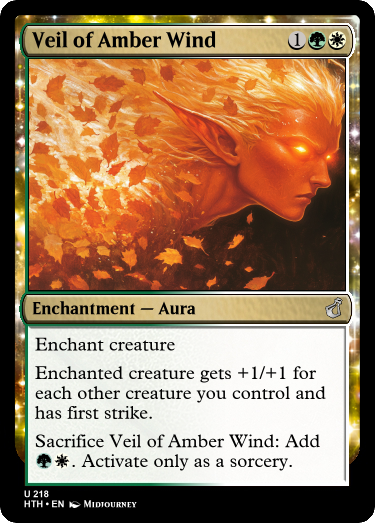 Veil of Amber Wind 1
Enchantment — Aura
Enchant creature
Enchanted creature gets +1/+1 for
each other creature you control and
has first strike.
Sacrifice Veil of Amber Wind: Add
. Activate only as a sorcery.
U 218
HTH • EN Midjourney